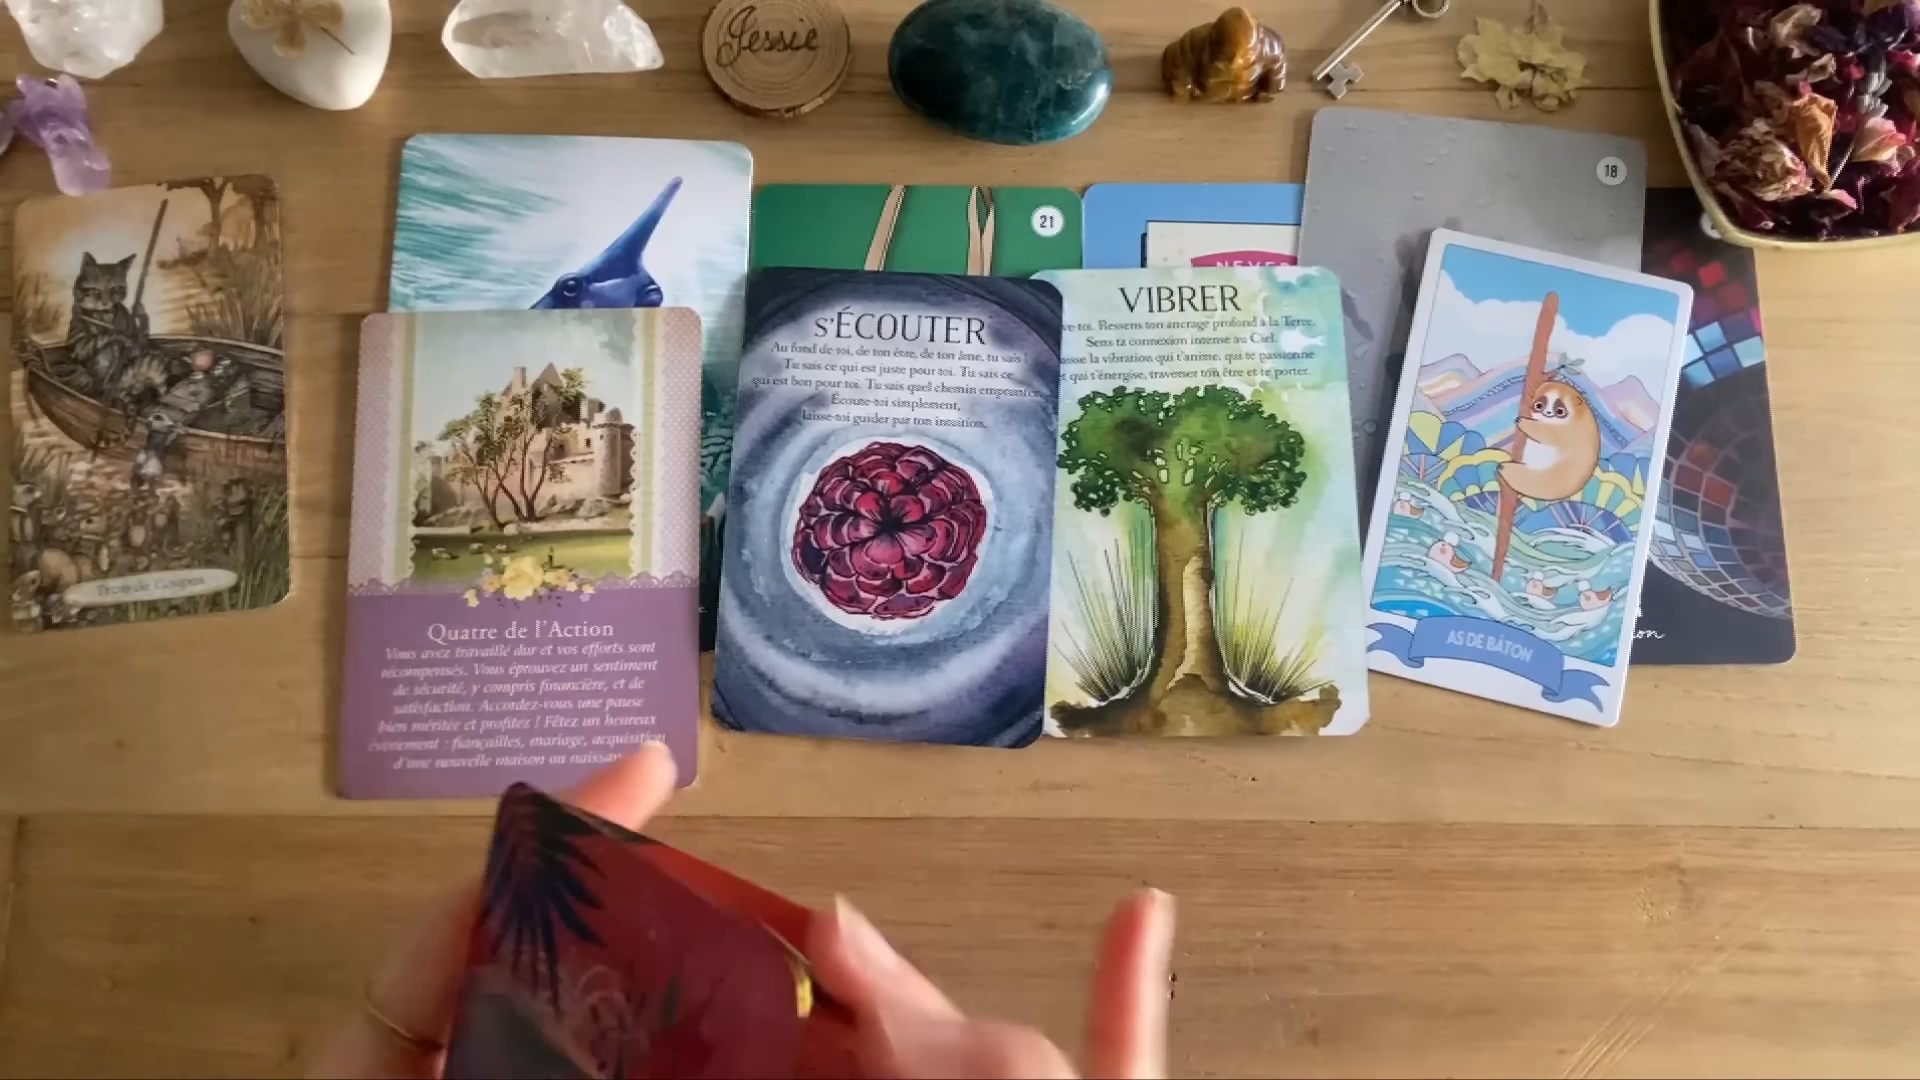 Jessie
21
NEVER
18
Trois de Coupes
Quatre de l'Action
Vous avez travaillé dur et vos efforts sont
récompensés. Vous éprouvez un sentiment
de sécurité, y compris financière, et de
satisfaction. Accordez-vous une pause
bien méritée et profitez ! Fêtez un heureux
événement : fiançailles, mariage, acquisition
d'une nouvelle maison ou
S'ÉCOUTER
Au fond de toi, de ton être, de ton âme, tu sais !
Tu sais ce qui est juste pour toi. Tu sais ce
qui est bon pour toi. Tu sais quel chemin emprunter.
Écoute-toi simplement,
laisse-toi guider par ton intuition.
VIBRER
Ressens ton ancrage profond à la Terre.
Sens ta connexion intense au Ciel.
la vibration qui t'anime, qui te passionne
qui t'énergise, traverser ton être et te porter.
AS DE BÂTON